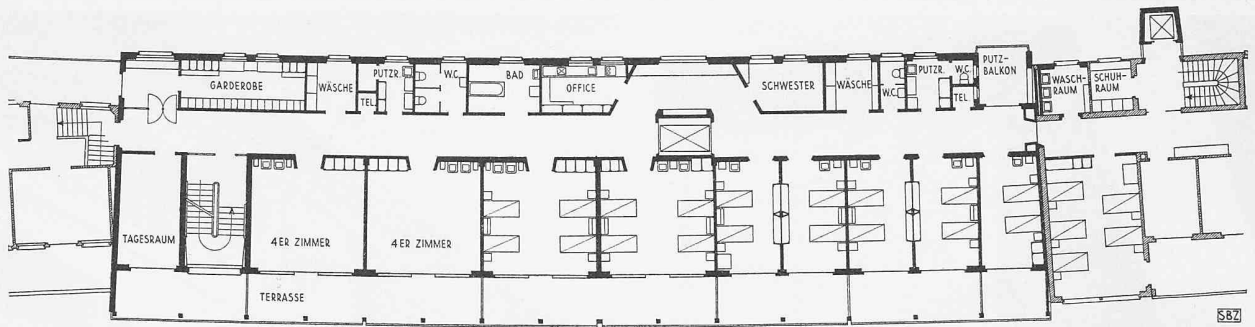 GARDEROBE
WÄSCHE
TEL.
PUTZR.
W.C.
BAD
OFFICE
SCHWESTER
WÄSCHE
W.C.
PUTZR.
W.C.
TEL
PUTZ-
BALKON
WASCH-
RAUM
SCHUH-
RAUM
TAGESRAUM
4ER ZIMMER
4ER ZIMMER
TERRASSE
SBZ